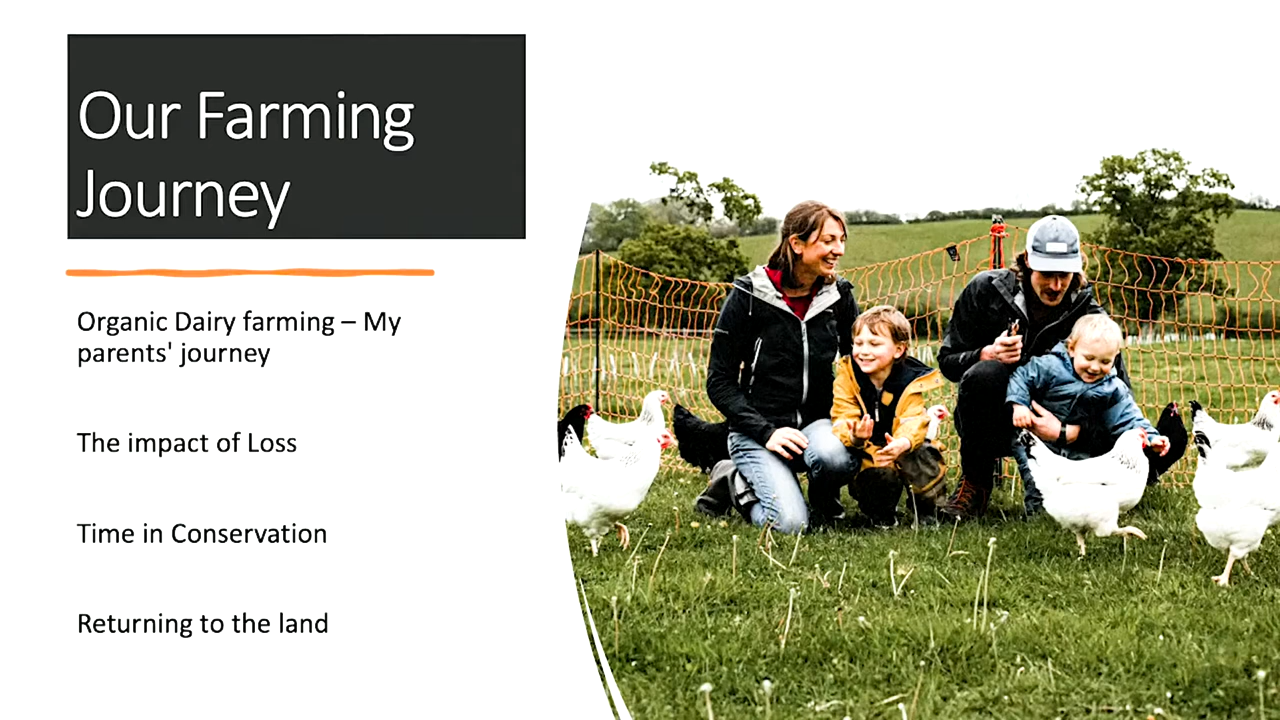 Our Farming
Journey
Organic Dairy farming – My
parents' journey
The impact of Loss
Time in Conservation
Returning to the land